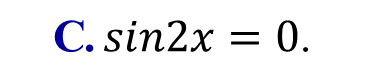 C. sin2x = 0.